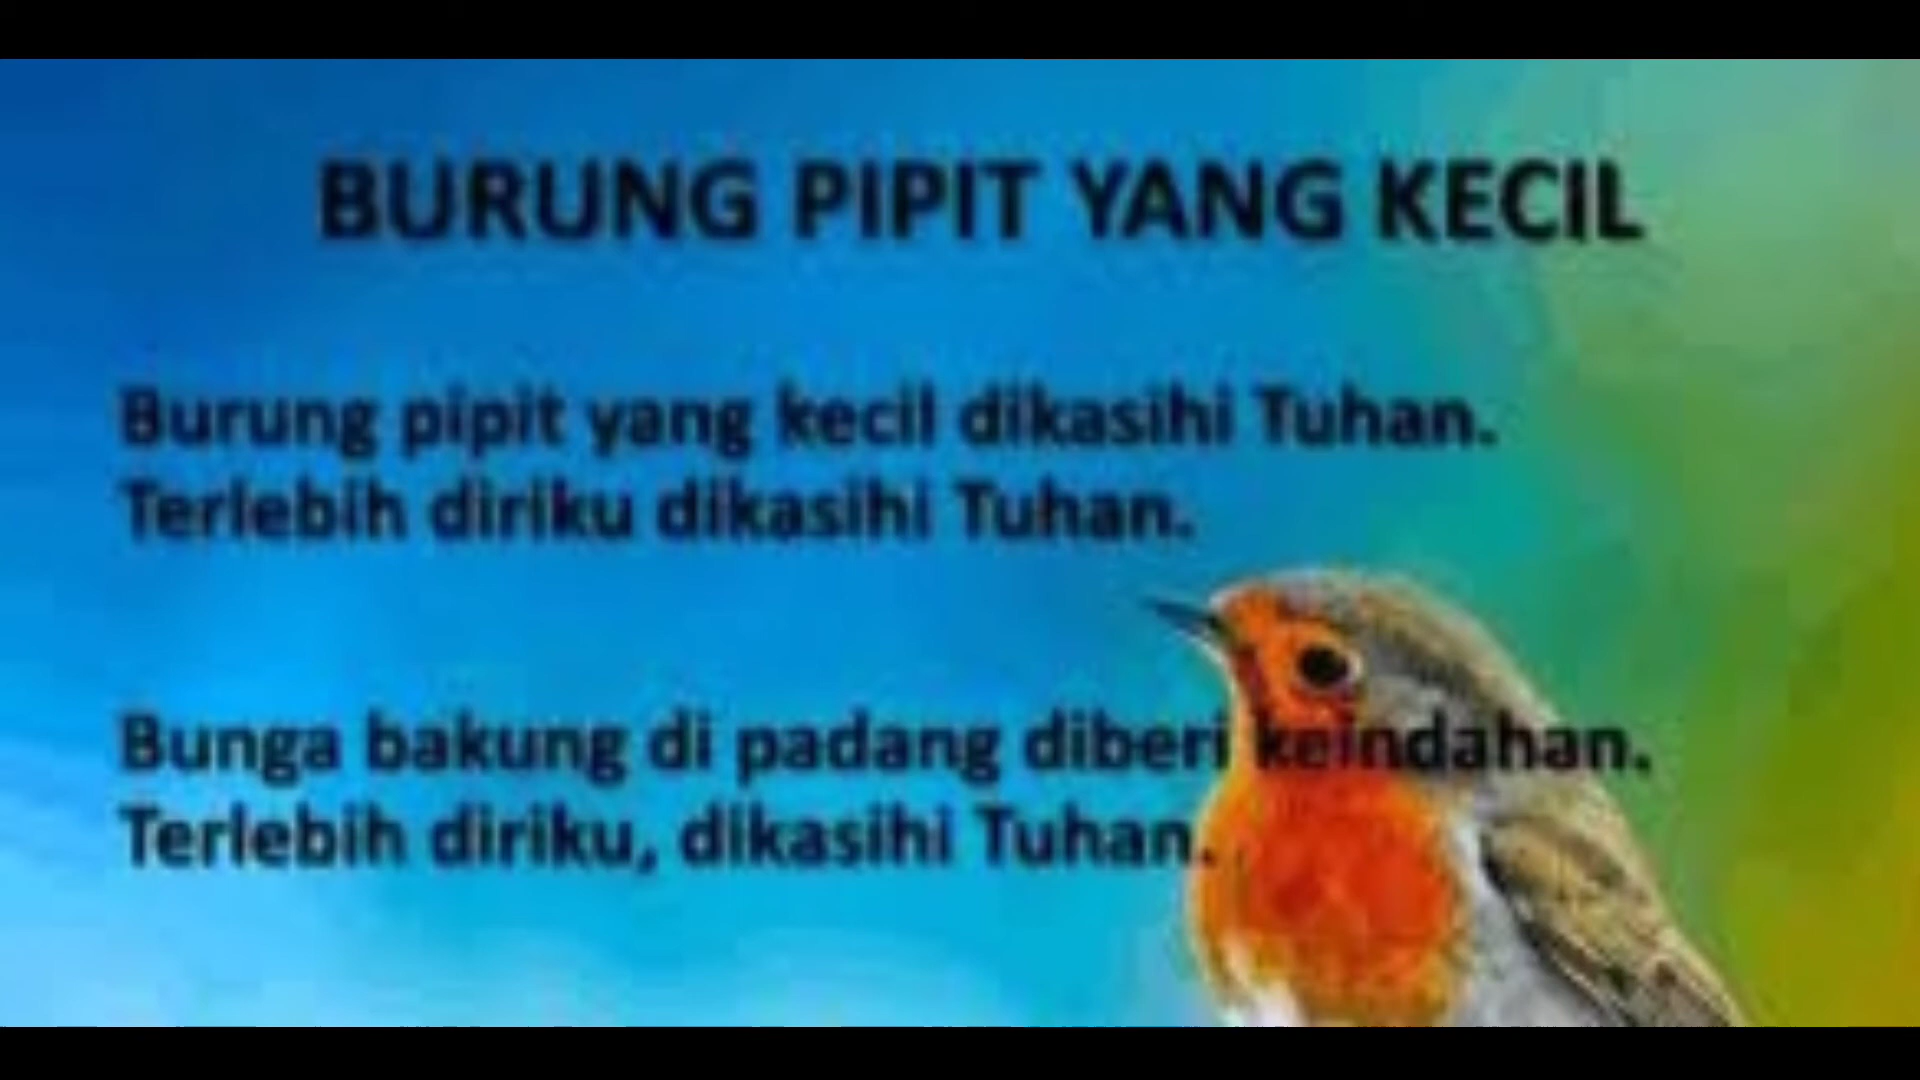 BURUNG PIPIT YANG KECIL
Burung pipit yang kecil dikasihi Tuhan.
Terlebih diriku dikasihi Tuhan.
Bunga bakung di padang diberi keindahan.
Terlebih diriku, dikasihi Tuhan.